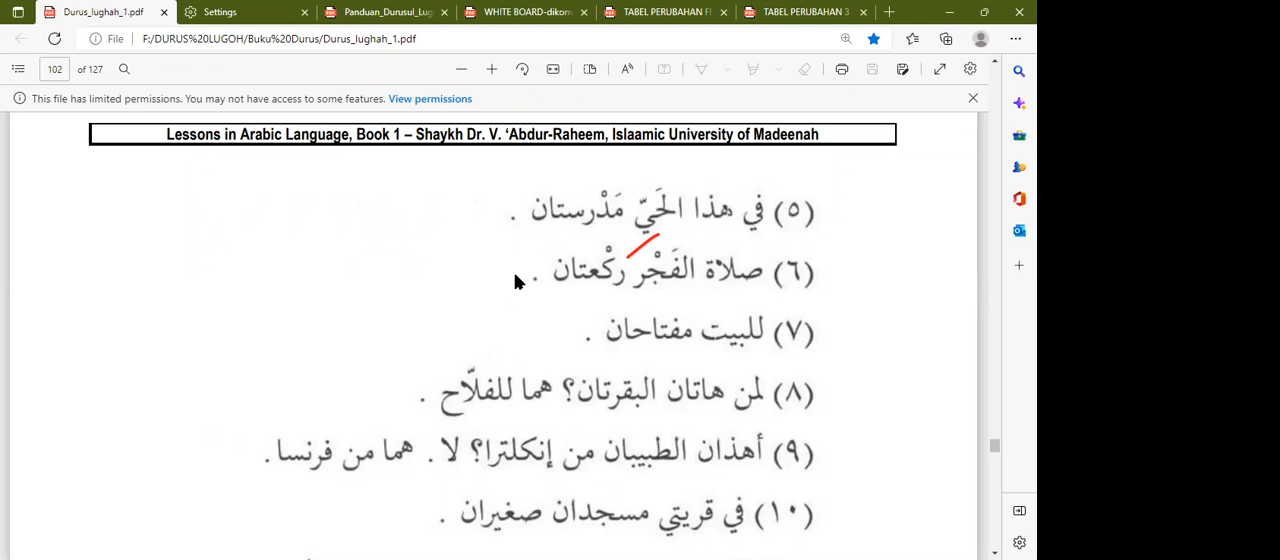 Durus_lughah_1.pdf
Settings
Panduan_Durusul_Lug
WHITE BOARD-dikonv
TABEL PERUBAHAN FI
TABEL PERUBAHAN 3
File F:/DURUS%20LUGOH/Buku%20Durus/Durus_lughah_1.pdf
102 of 127
This file has limited permissions. You may not have access to some features. View permissions
Lessons in Arabic Language, Book 1 – Shaykh Dr. V. ‘Abdur-Raheem, Islaamic University of Madeenah
(٥) في هذا الحَيّ مَدْرستان .
(٦) صلاة الفَجْر ركْعتان .
(٧) للبيت مفتاحان .
(٨) لمن هاتان البقرتان؟ هما للفلّاح .
(٩) أهذان الطبيبان من إنكلترا؟ لا . هما من فرنسا .
(١٠) في قريتي مسجدان صغيران .